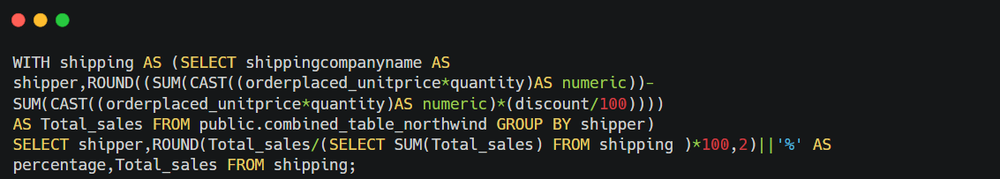 WITH shipping AS (SELECT shippingcompanyname AS
shipper,ROUND((SUM(CAST((orderplaced_unitprice*quantity)AS numeric))-
SUM(CAST((orderplaced_unitprice*quantity)AS numeric)*(discount/100))))
AS Total_sales FROM public.combined_table_northwind GROUP BY shipper)
SELECT shipper,ROUND(Total_sales/(SELECT SUM(Total_sales) FROM shipping )*100,2)||'%' AS
percentage,Total_sales FROM shipping;